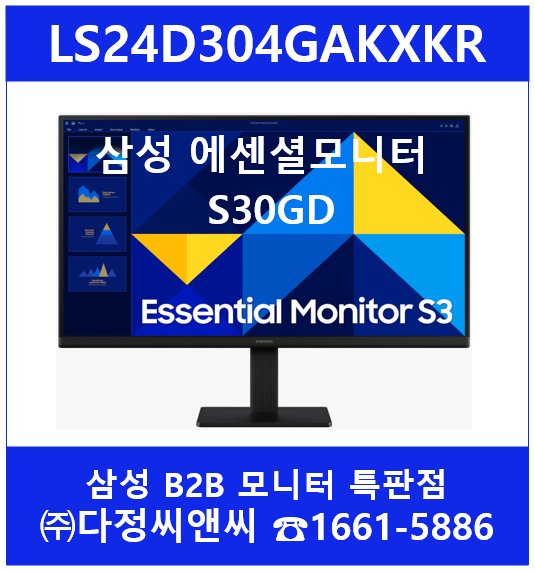 LS24D304GAKXKR
삼성 에센셜모니터
S30GD
Essential Monitor S3
SAMSUNG
삼성 B2B 모니터 특판점
㈜다정씨앤씨 ☎1661-5886